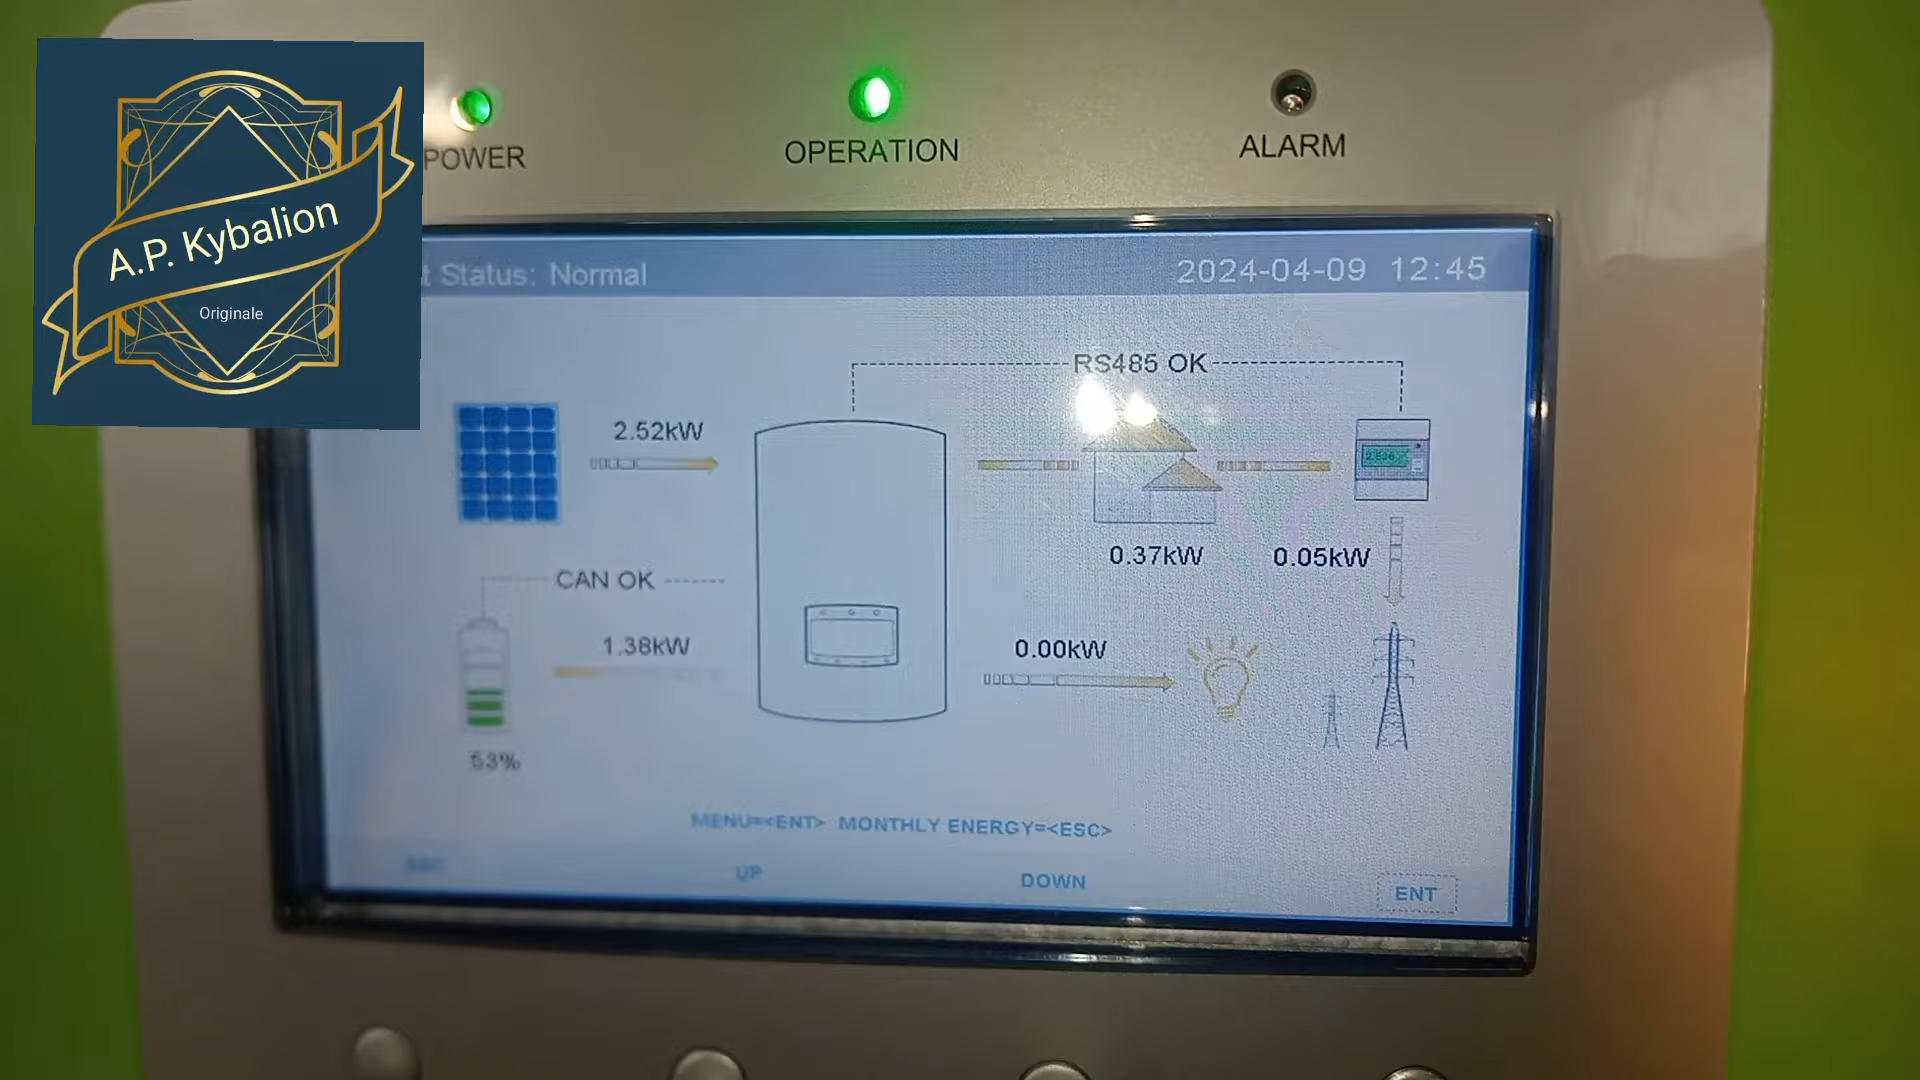 A.P. Kybalion
Originale
POWER
OPERATION
ALARM
t Status: Normal
2024-04-09 12:45
RS485 OK
2.52kW
0.37kW
0.05kW
CAN OK
1.38kW
0.00kW
53%
MENU=<ENT> MONTHLY ENERGY=<ESC>
ESC
UP
DOWN
ENT